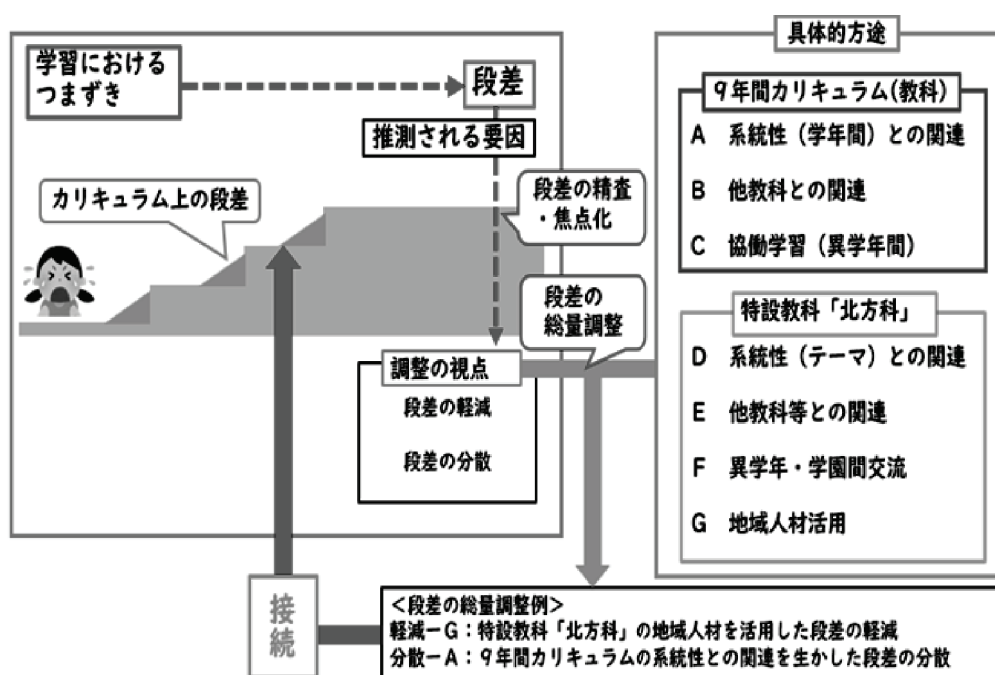 学習における
つまずき
段差
推測される要因
カリキュラム上の段差
段差の精査
・焦点化
段差の
総量調整
調整の視点
段差の軽減
段差の分散
具体的方途
9年間カリキュラム(教科)
A 系統性(学年間)との関連
B 他教科との関連
C 協働学習(異学年間)
特設教科「北方科」
D 系統性(テーマ)との関連
E 他教科等との関連
F 異学年・学園間交流
G 地域人材活用
接続
<段差の総量調整例>
軽減ーG:特設教科「北方科」の地域人材を活用した段差の軽減
分散ーA:9年間カリキュラムの系統性との関連を生かした段差の分散